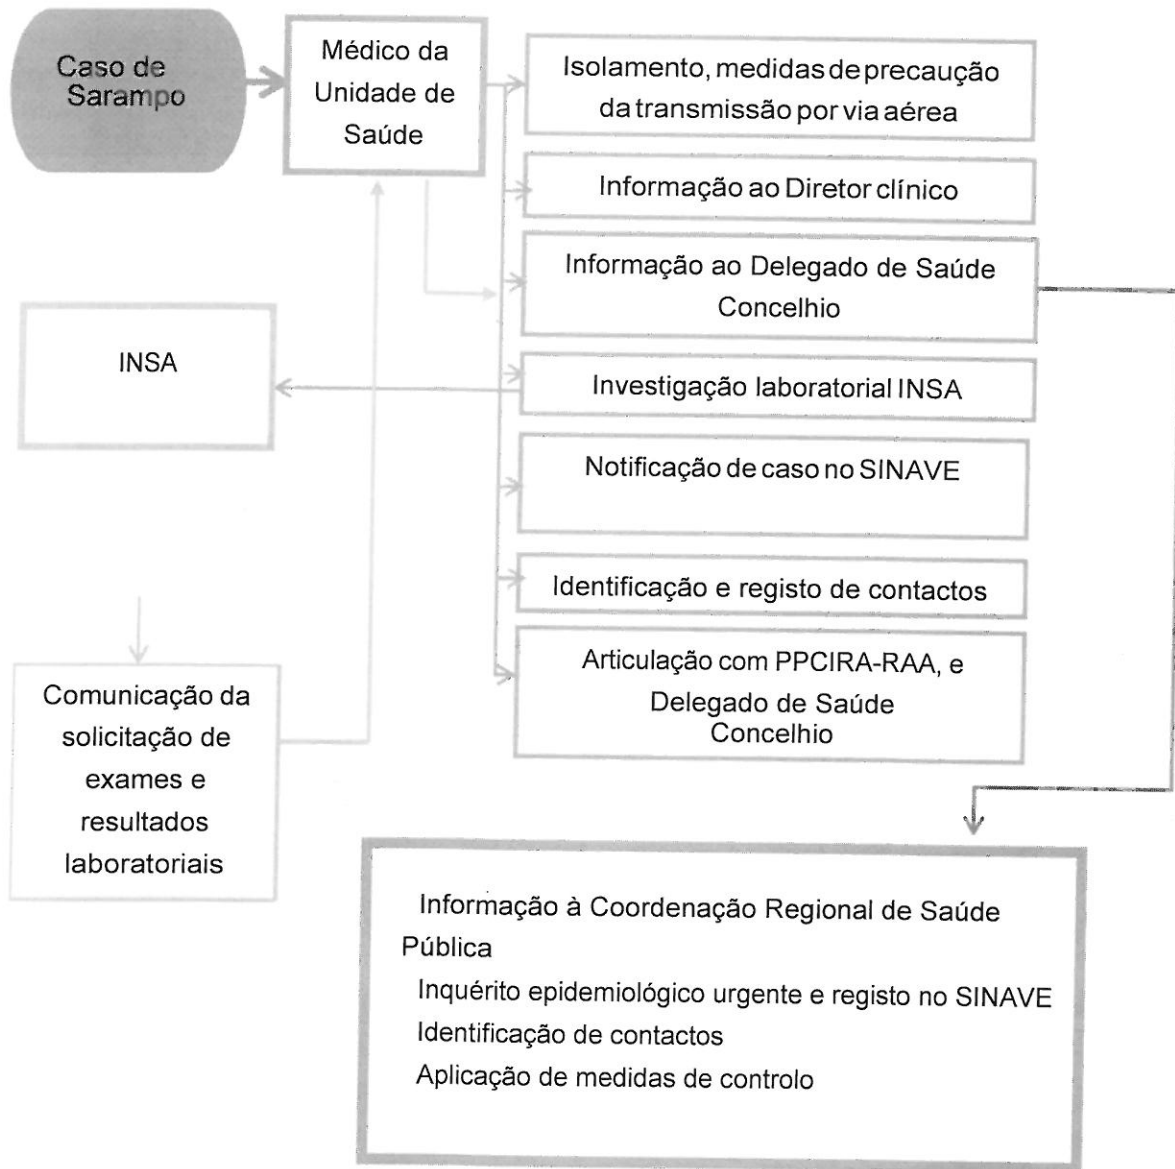 Caso de
Sarampo
Médico da
Unidade de
Saúde
Isolamento, medidas de precaução
da transmissão por via aérea
Informação ao Diretor clínico
Informação ao Delegado de Saúde
Concelhio
INSA
Investigação laboratorial INSA
Notificação de caso no SINAVE
Identificação e registo de contactos
Articulação com PPCIRA-RAA, e
Delegado de Saúde
Concelhio
Comunicação da
solicitação de
exames e
resultados
laboratoriais
Informação à Coordenação Regional de Saúde
Pública
Inquérito epidemiológico urgente e registo no SINAVE
Identificação de contactos
Aplicação de medidas de controlo